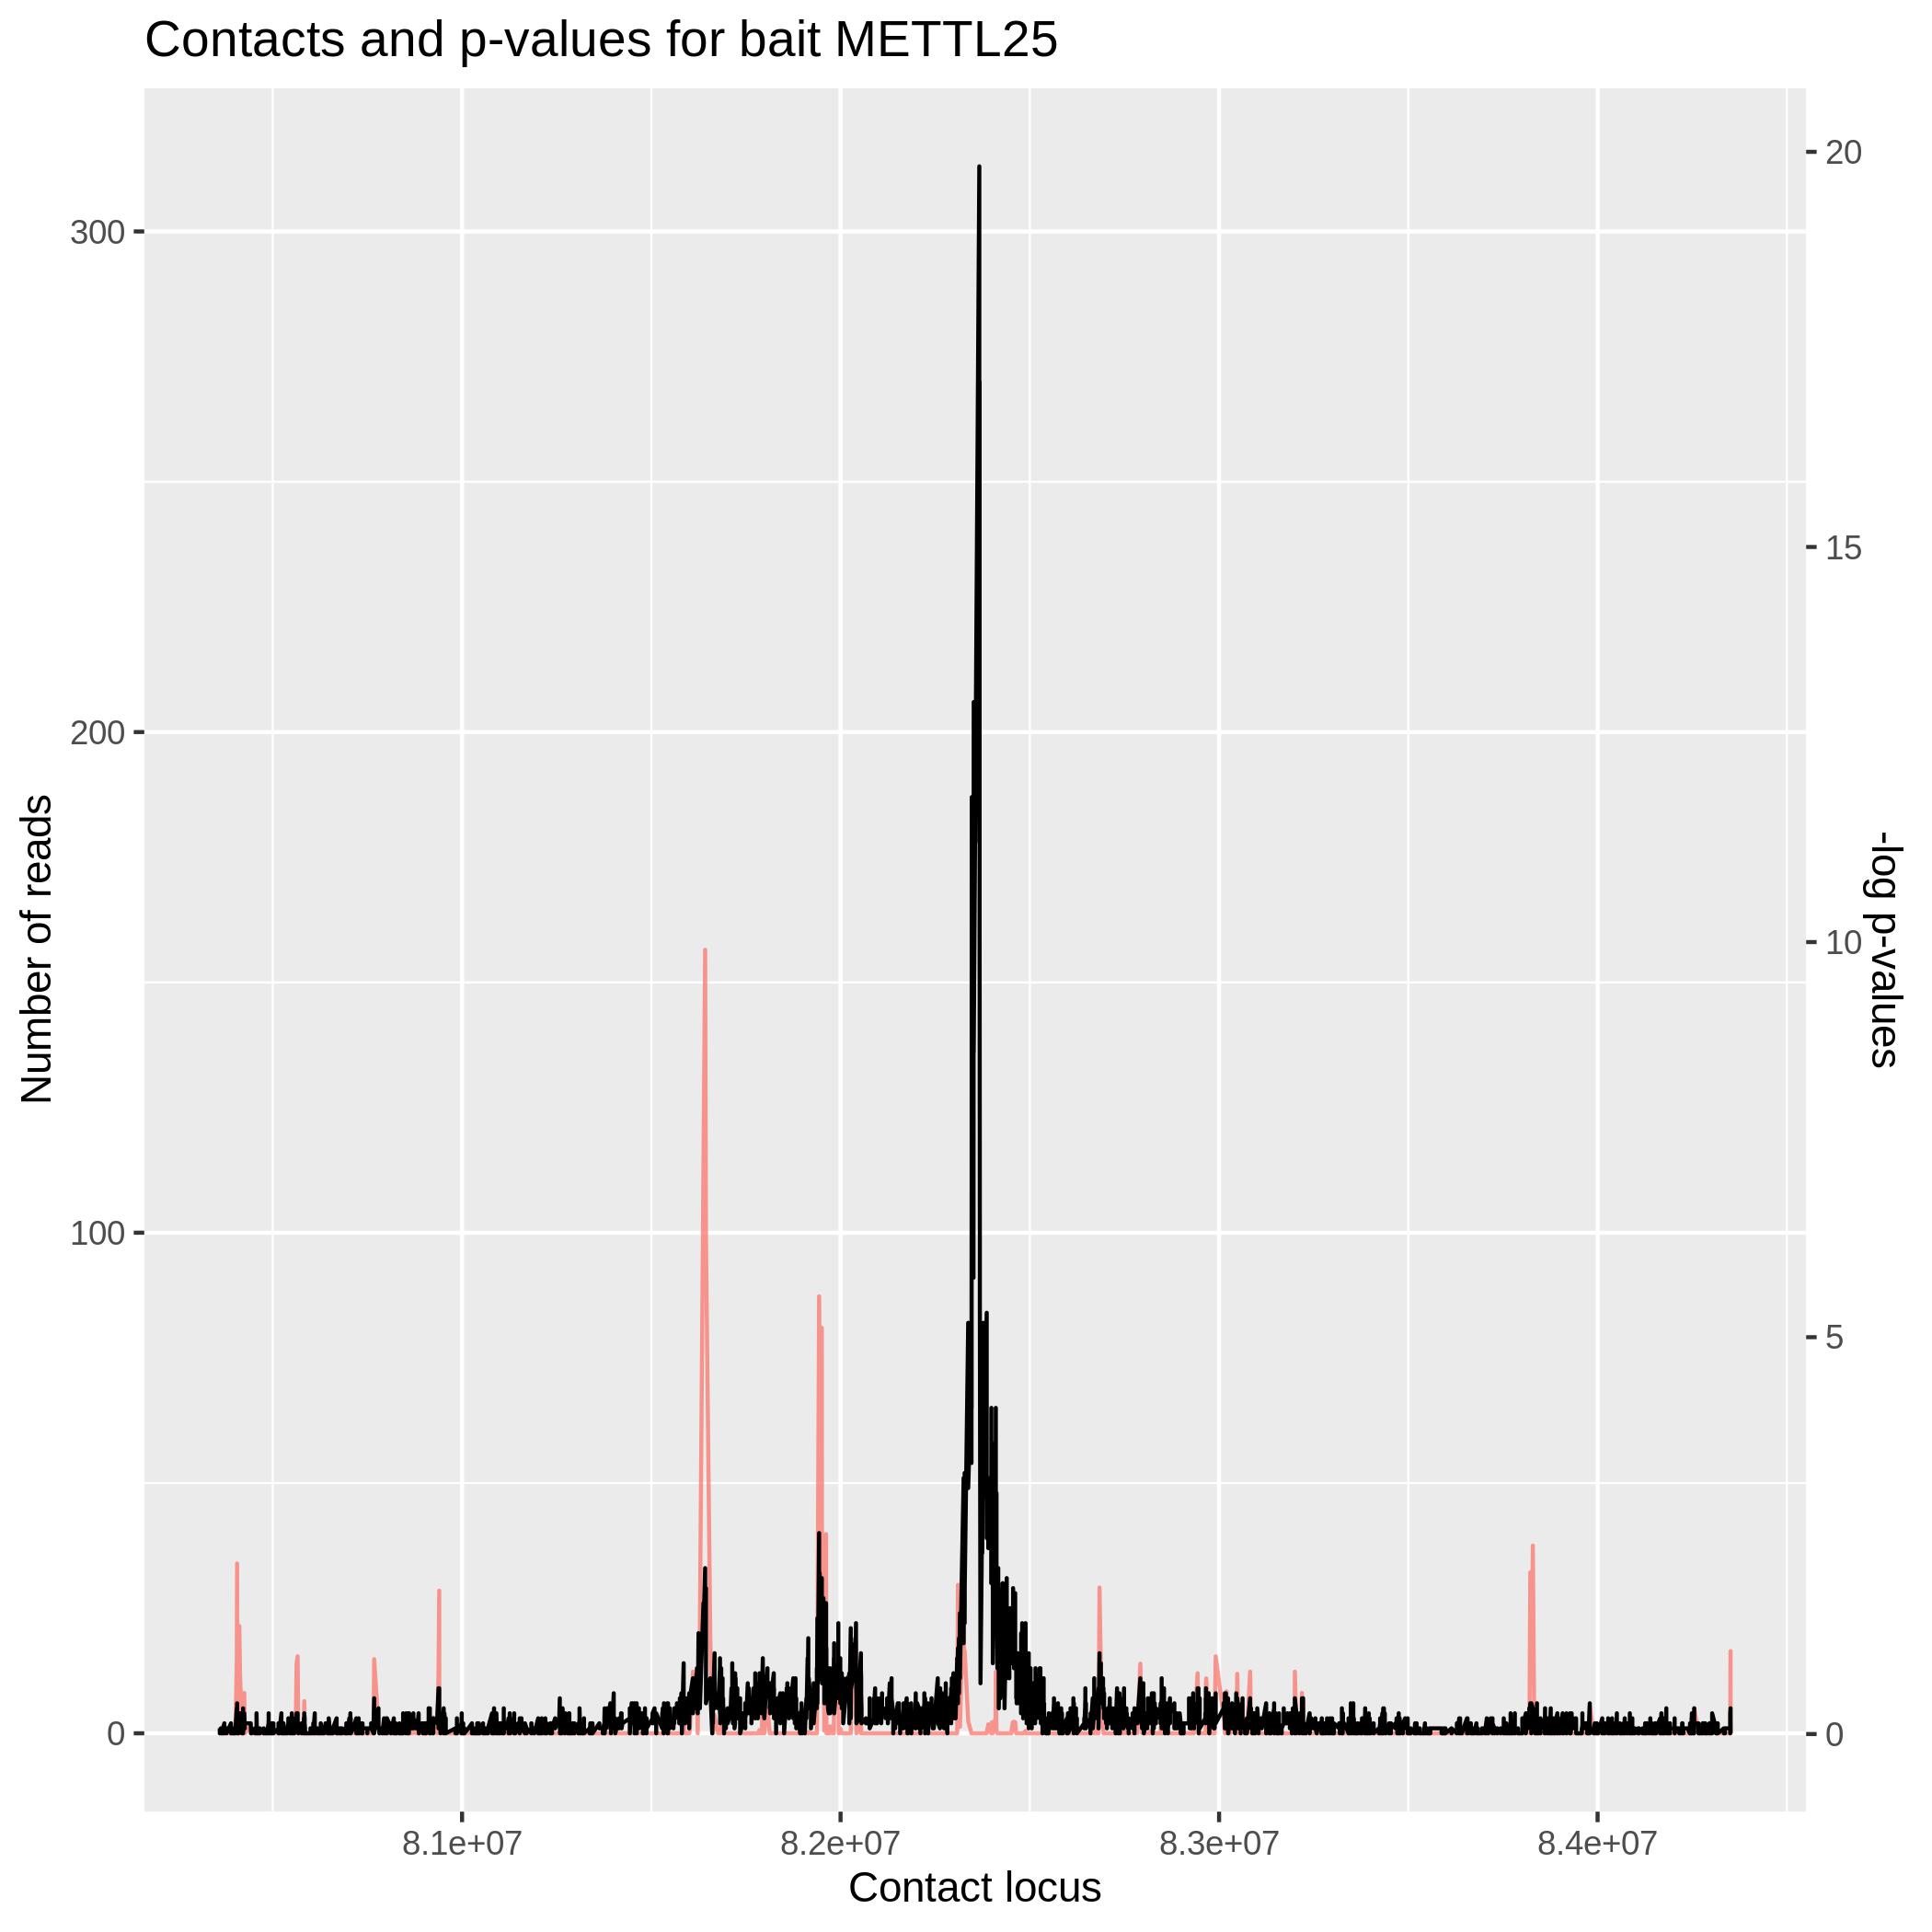 Contacts and p-values for bait METTL25
300
200
100
0
20
15
10
5
0
Number of reads
-log p-values
8.1e+07 8.2e+07 8.3e+07 8.4e+07
Contact locus